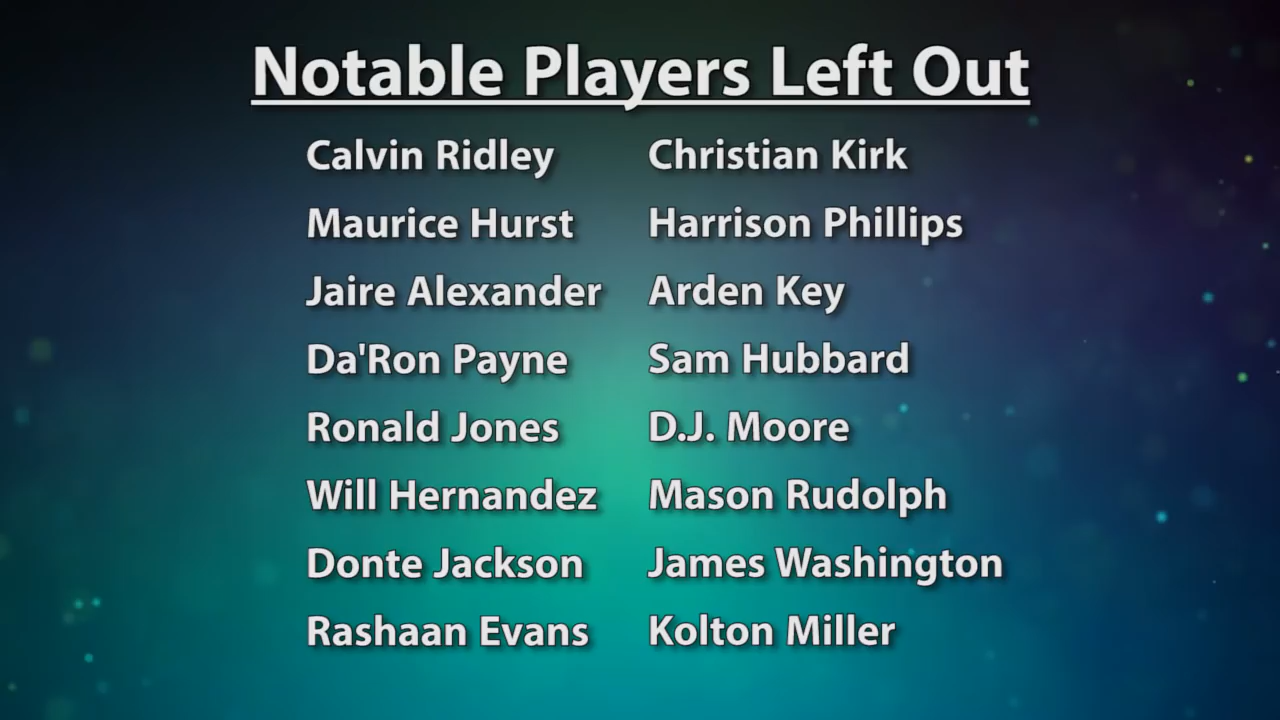 Notable Players Left Out
Calvin Ridley
Maurice Hurst
Jaire Alexander
Da'Ron Payne
Ronald Jones
Will Hernandez
Donte Jackson
Rashaan Evans
Christian Kirk
Harrison Phillips
Arden Key
Sam Hubbard
D.J. Moore
Mason Rudolph
James Washington
Kolton Miller